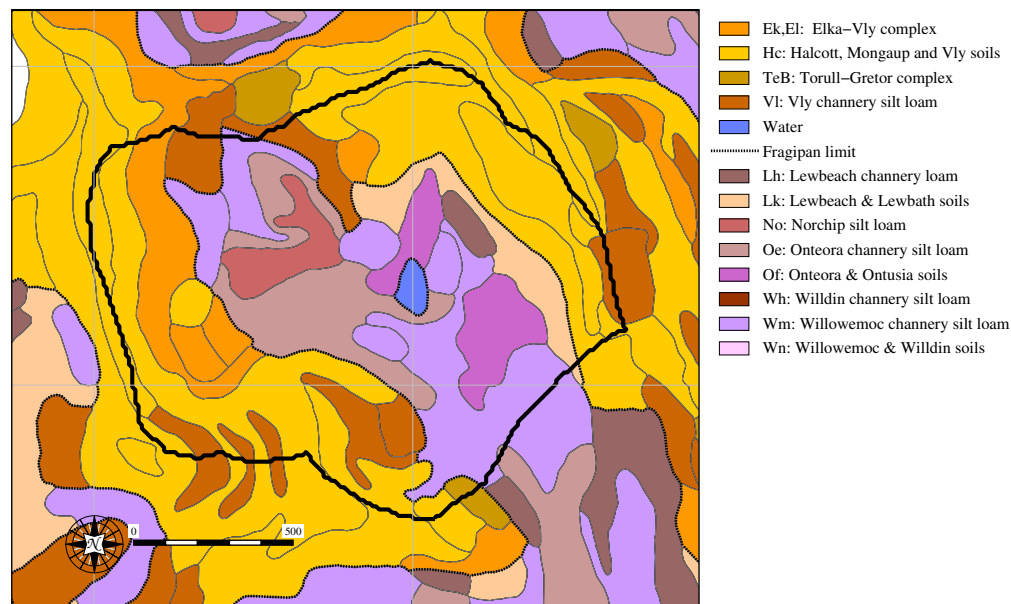 Ek,El: Elka−Vly complex
Hc: Halcott, Mongaup and Vly soils
TeB: Torull−Gretor complex
Vl: Vly channery silt loam
Water
Fragipan limit
Lh: Lewbeach channery loam
Lk: Lewbeach & Lewbath soils
No: Norchip silt loam
Oe: Onteora channery silt loam
Of: Onteora & Ontusia soils
Wh: Willdin channery silt loam
Wm: Willowemoc channery silt loam
Wn: Willowemoc & Willdin soils
N
0 500